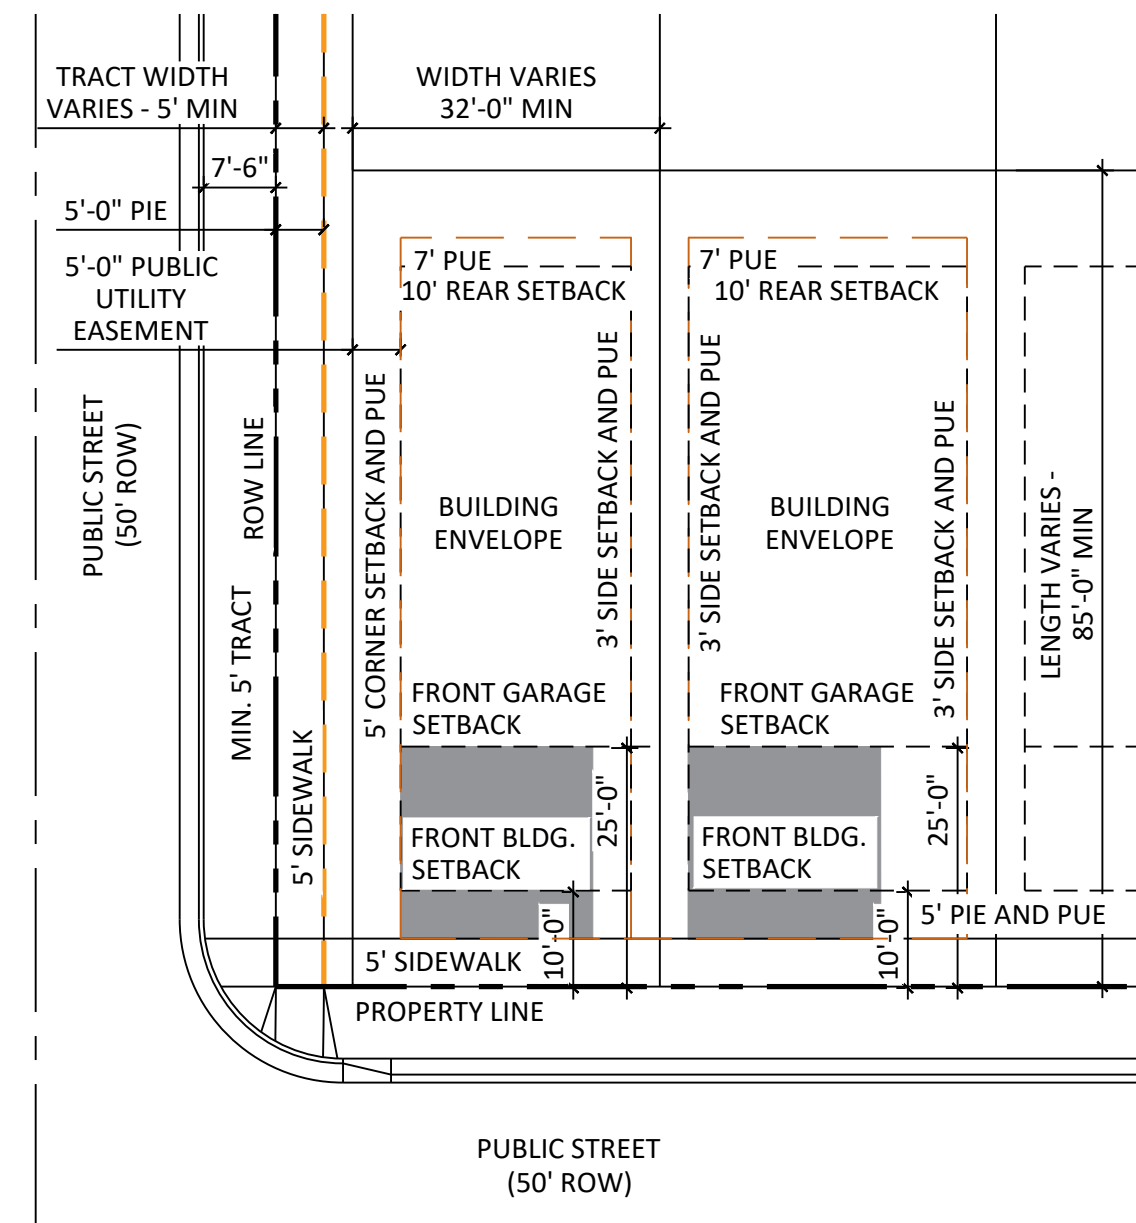 TRACT WIDTH
VARIES - 5' MIN
WIDTH VARIES
32'-0" MIN
7'-6"
5'-0" PIE
5'-0" PUBLIC
UTILITY
EASEMENT
7' PUE
10' REAR SETBACK
7' PUE
10' REAR SETBACK
PUBLIC STREET
(50' ROW)
ROW LINE
MIN. 5' TRACT
5' SIDEWALK
5' CORNER SETBACK AND PUE
BUILDING
ENVELOPE
3' SIDE SETBACK AND PUE
3' SIDE SETBACK AND PUE
BUILDING
ENVELOPE
3' SIDE SETBACK AND PUE
LENGTH VARIES -
85'-0" MIN
FRONT GARAGE
SETBACK
FRONT GARAGE
SETBACK
25'-0"
25'-0"
FRONT BLDG.
SETBACK
FRONT BLDG.
SETBACK
10'-0"
10'-0"
5' PIE AND PUE
5' SIDEWALK
PROPERTY LINE
PUBLIC STREET
(50' ROW)